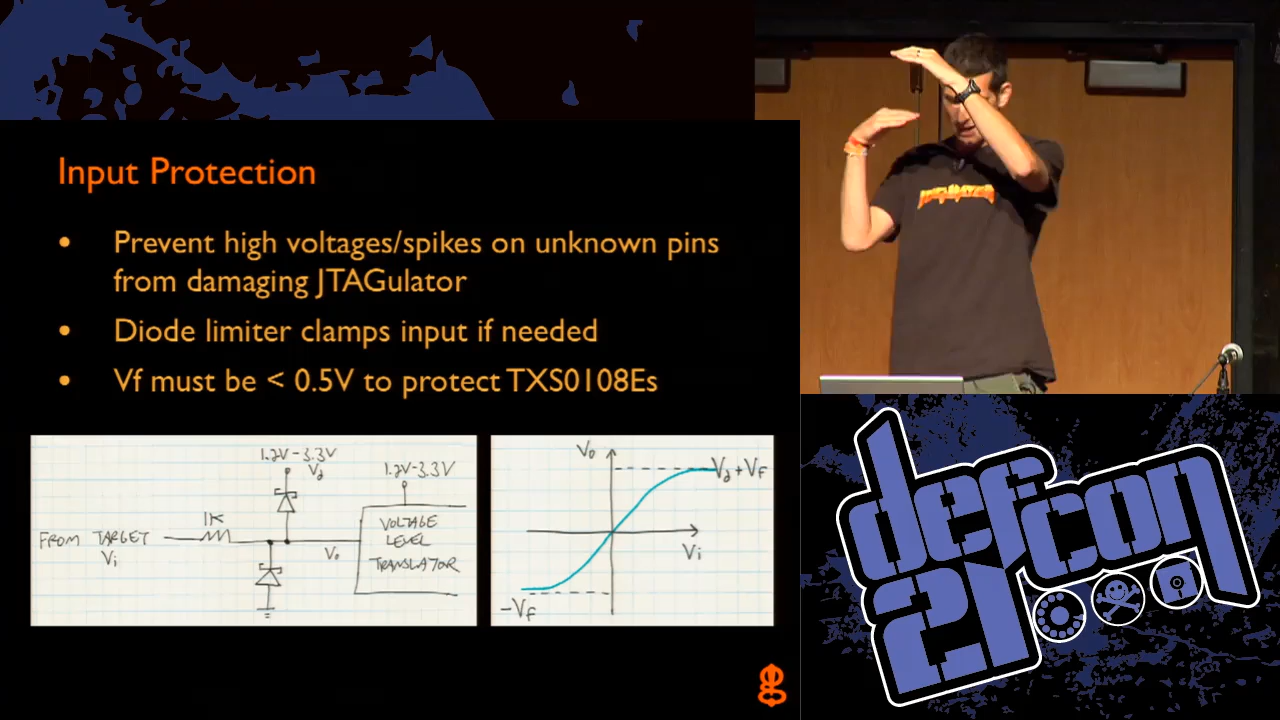 Input Protection
• Prevent high voltages/spikes on unknown pins
from damaging JTAGulator
• Diode limiter clamps input if needed
• Vf must be < 0.5V to protect TXS0108Es
1.2V-3.3V
Vd
1.2V-3.3V
1K
FROM TARGET
Vi
Vo
VOLTAGE
LEVEL
TRANSLATOR
Vo
Vd+Vf
Vi
-Vf
defcon
21